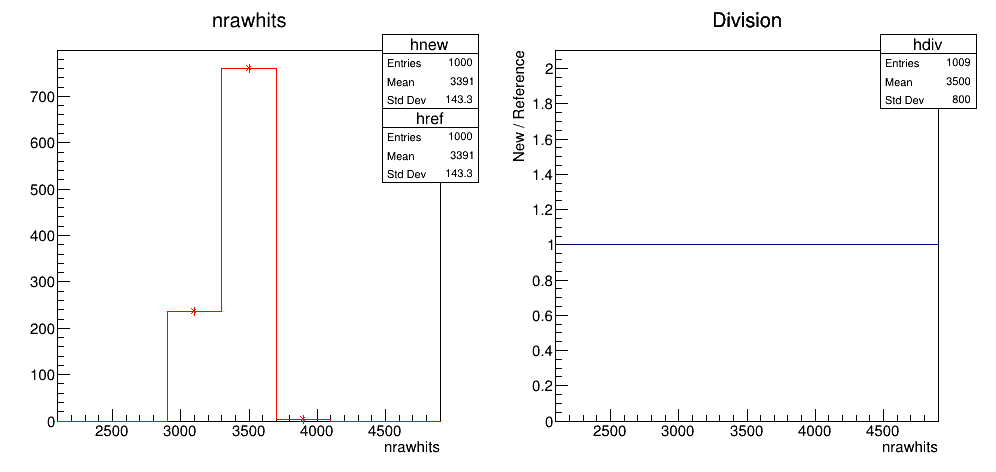 nrawhits
hnew
Entries 1000
Mean 3391
Std Dev 143.3
href
Entries 1000
Mean 3391
Std Dev 143.3
700
600
500
400
300
200
100
0
2500 3000 3500 4000 4500
nrawhits
Division
hdiv
Entries 1009
Mean 3500
Std Dev 800
New / Reference
2
1.8
1.6
1.4
1.2
1
0.8
0.6
0.4
0.2
0
2500 3000 3500 4000 4500
nrawhits